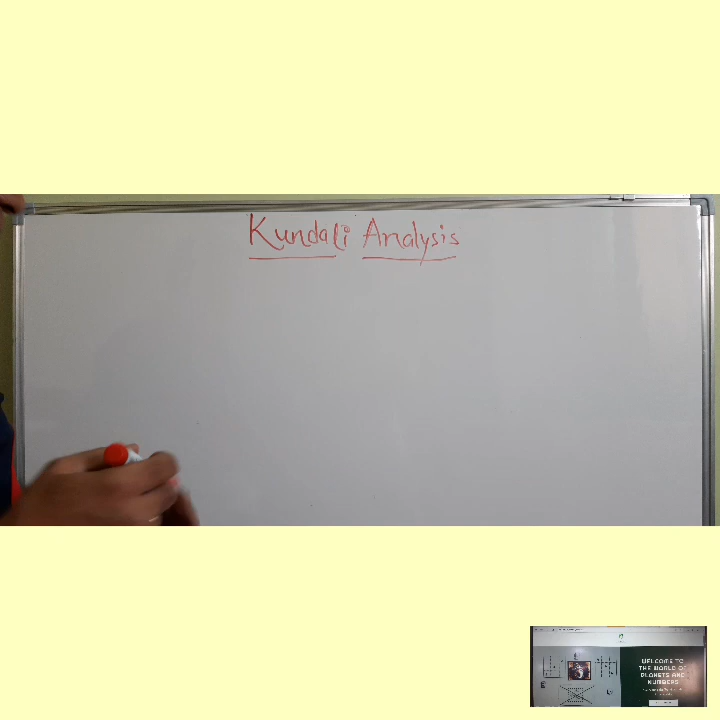 Kundali Analysis
WELCOME TO
THE WORLD OF
PLANETS AND
NUMBERS